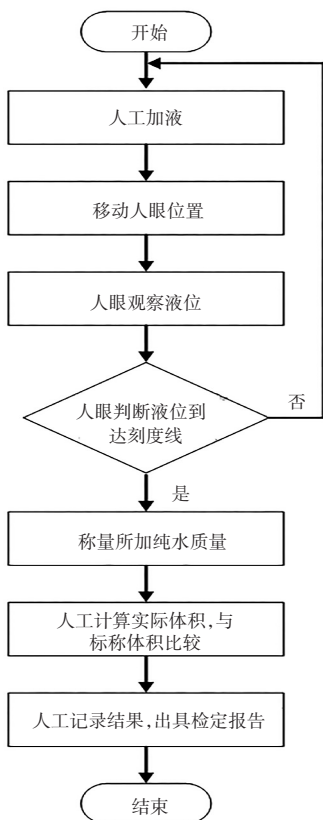 开始
人工加液
移动人眼位置
人眼观察液位
人眼判断液位到
达刻度线
否
是
称量所加纯水质量
人工计算实际体积,与
标称体积比较
人工记录结果,出具检定报告
结束